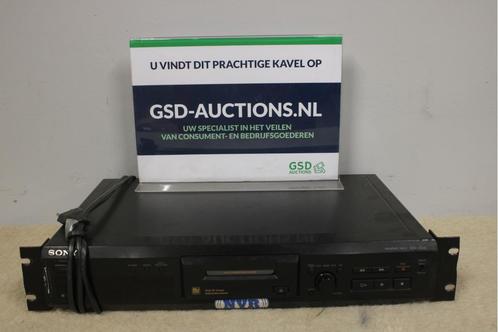 U VINDT DIT PRACHTIGE KAVEL OP
GSD-AUCTIONS.NL
UW SPECIALIST IN HET VEILEN
VAN CONSUMENT- EN BEDRIJFSGOEDEREN
GSD
AUCTIONS
SONY
NVR